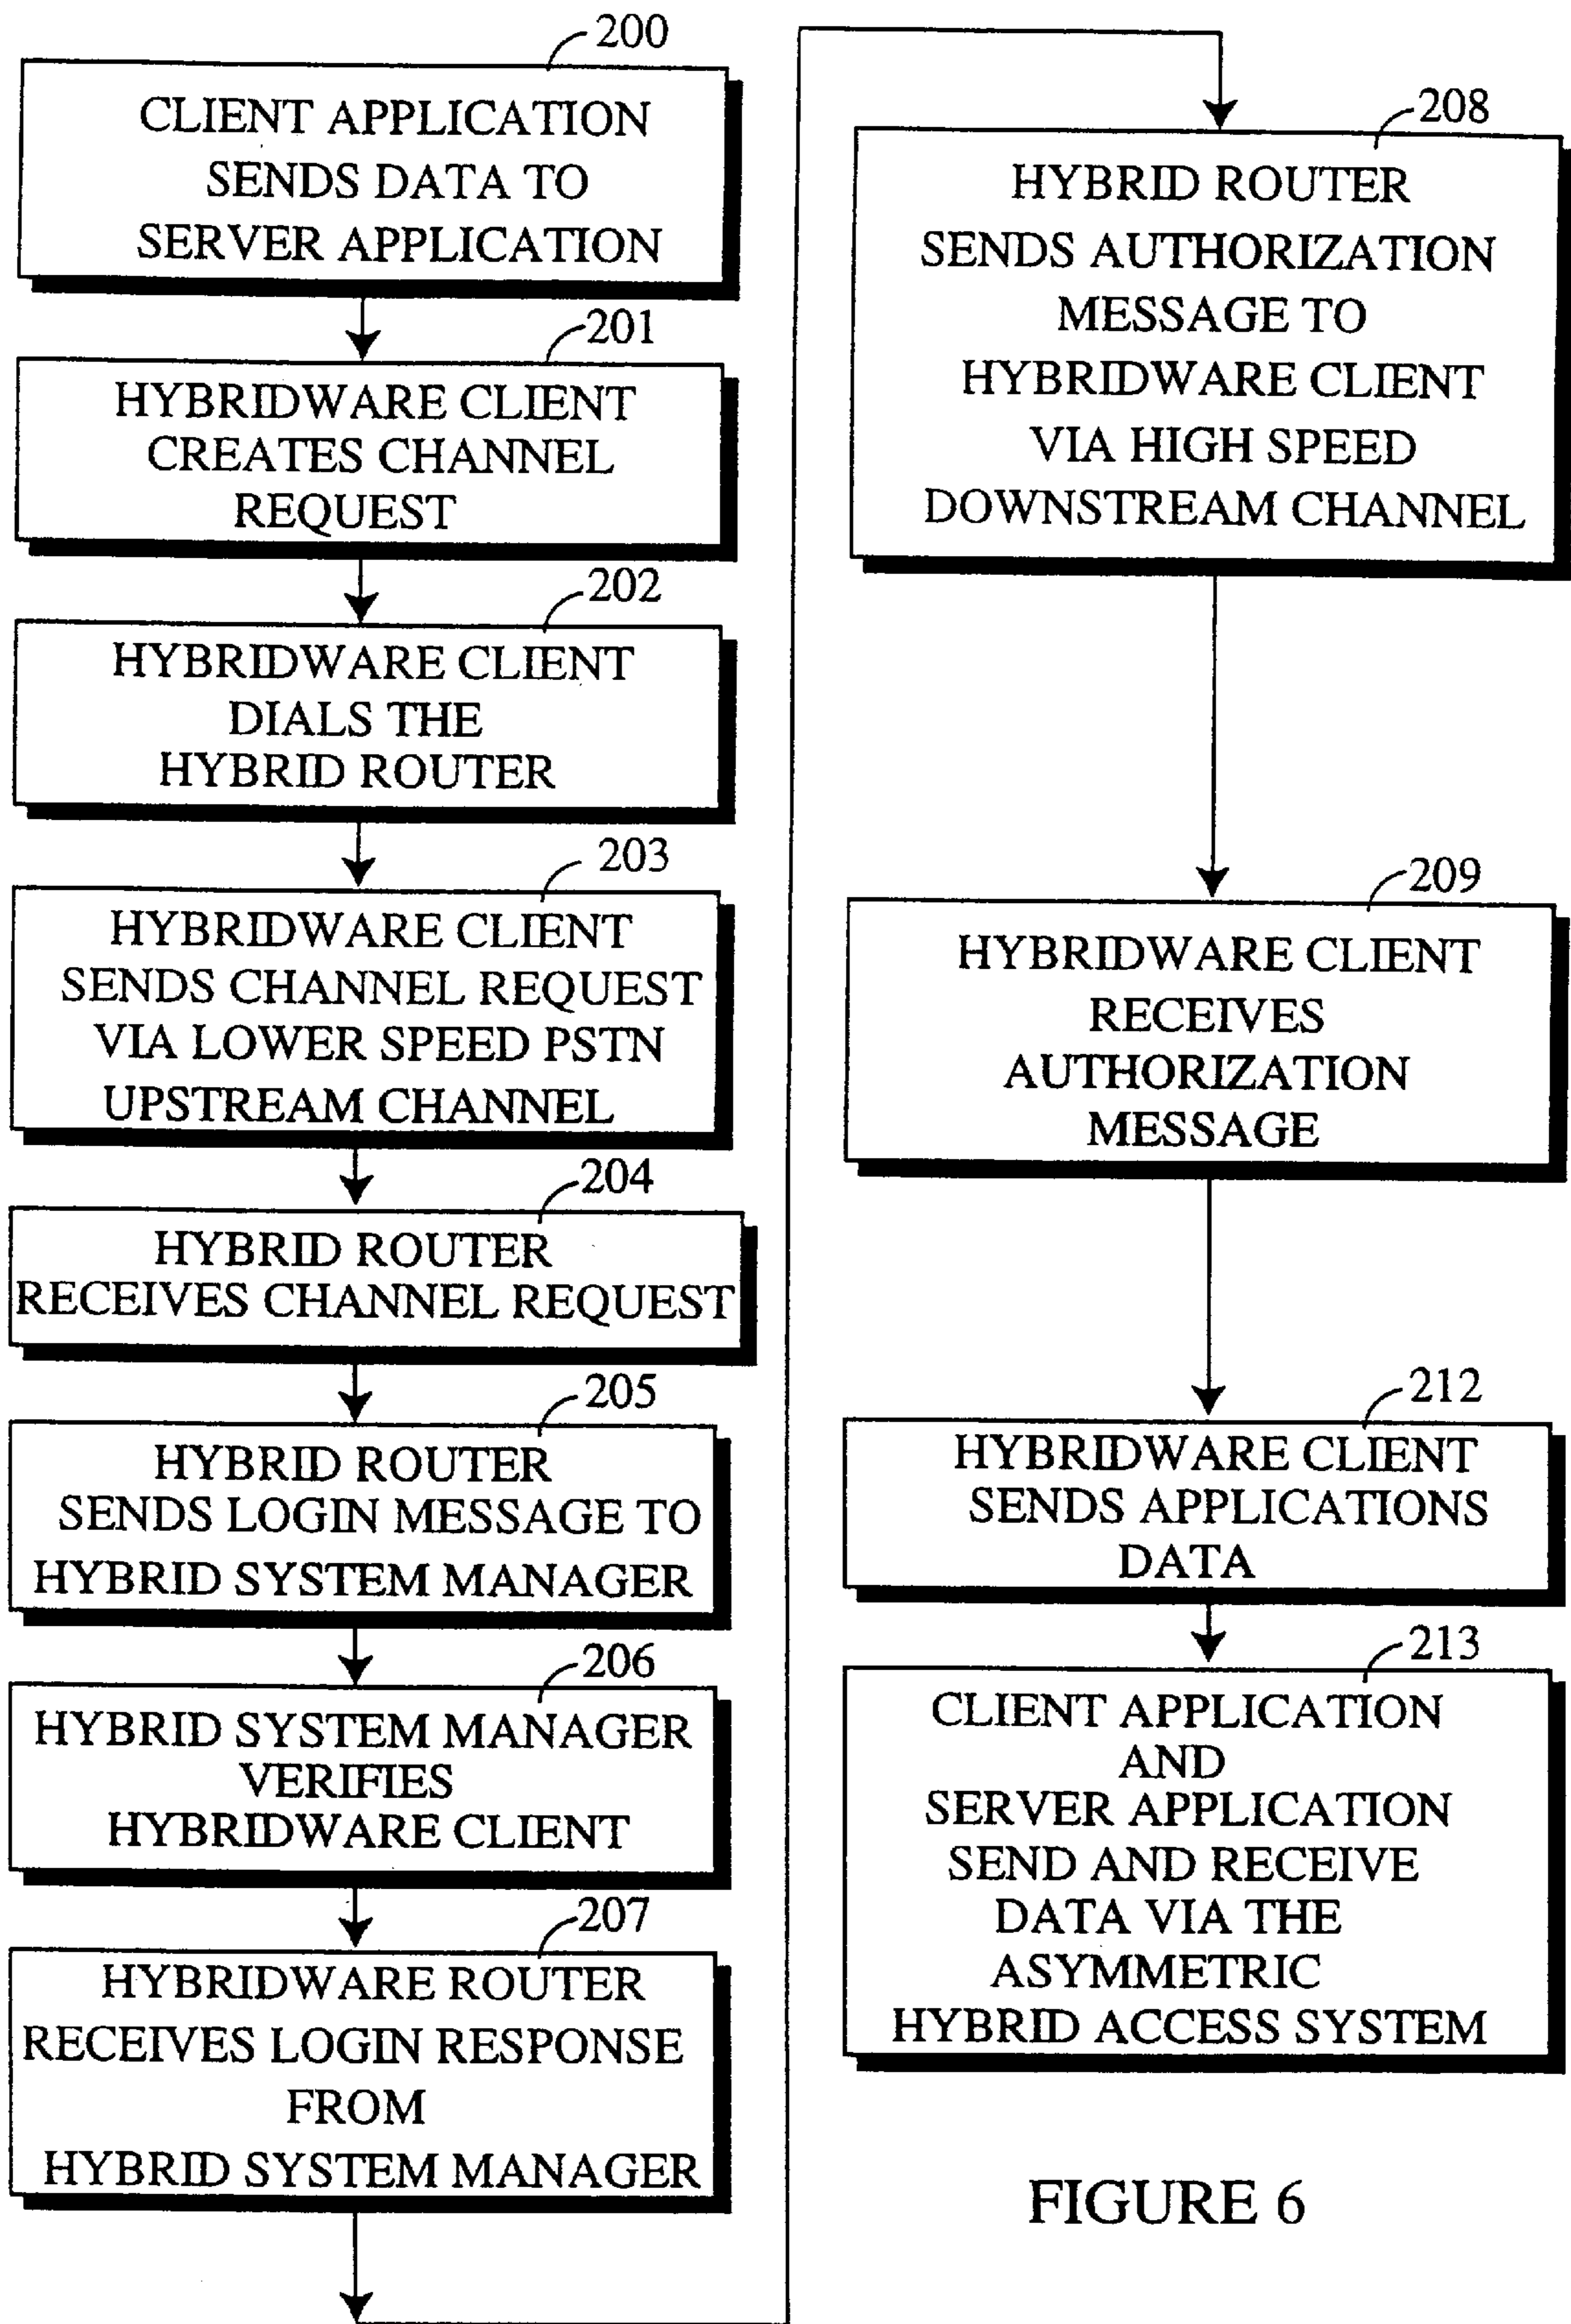 200
CLIENT APPLICATION
SENDS DATA TO
SERVER APPLICATION
201
HYBRIDWARE CLIENT
CREATES CHANNEL
REQUEST
202
HYBRIDWARE CLIENT
DIALS THE
HYBRID ROUTER
203
HYBRIDWARE CLIENT
SENDS CHANNEL REQUEST
VIA LOWER SPEED PSTN
UPSTREAM CHANNEL
204
HYBRID ROUTER
RECEIVES CHANNEL REQUEST
205
HYBRID ROUTER
SENDS LOGIN MESSAGE TO
HYBRID SYSTEM MANAGER
206
HYBRID SYSTEM MANAGER
VERIFIES
HYBRIDWARE CLIENT
207
HYBRIDWARE ROUTER
RECEIVES LOGIN RESPONSE
FROM
HYBRID SYSTEM MANAGER
208
HYBRID ROUTER
SENDS AUTHORIZATION
MESSAGE TO
HYBRIDWARE CLIENT
VIA HIGH SPEED
DOWNSTREAM CHANNEL
209
HYBRIDWARE CLIENT
RECEIVES
AUTHORIZATION
MESSAGE
212
HYBRIDWARE CLIENT
SENDS APPLICATIONS
DATA
213
CLIENT APPLICATION
AND
SERVER APPLICATION
SEND AND RECEIVE
DATA VIA THE
ASYMMETRIC
HYBRID ACCESS SYSTEM
FIGURE 6